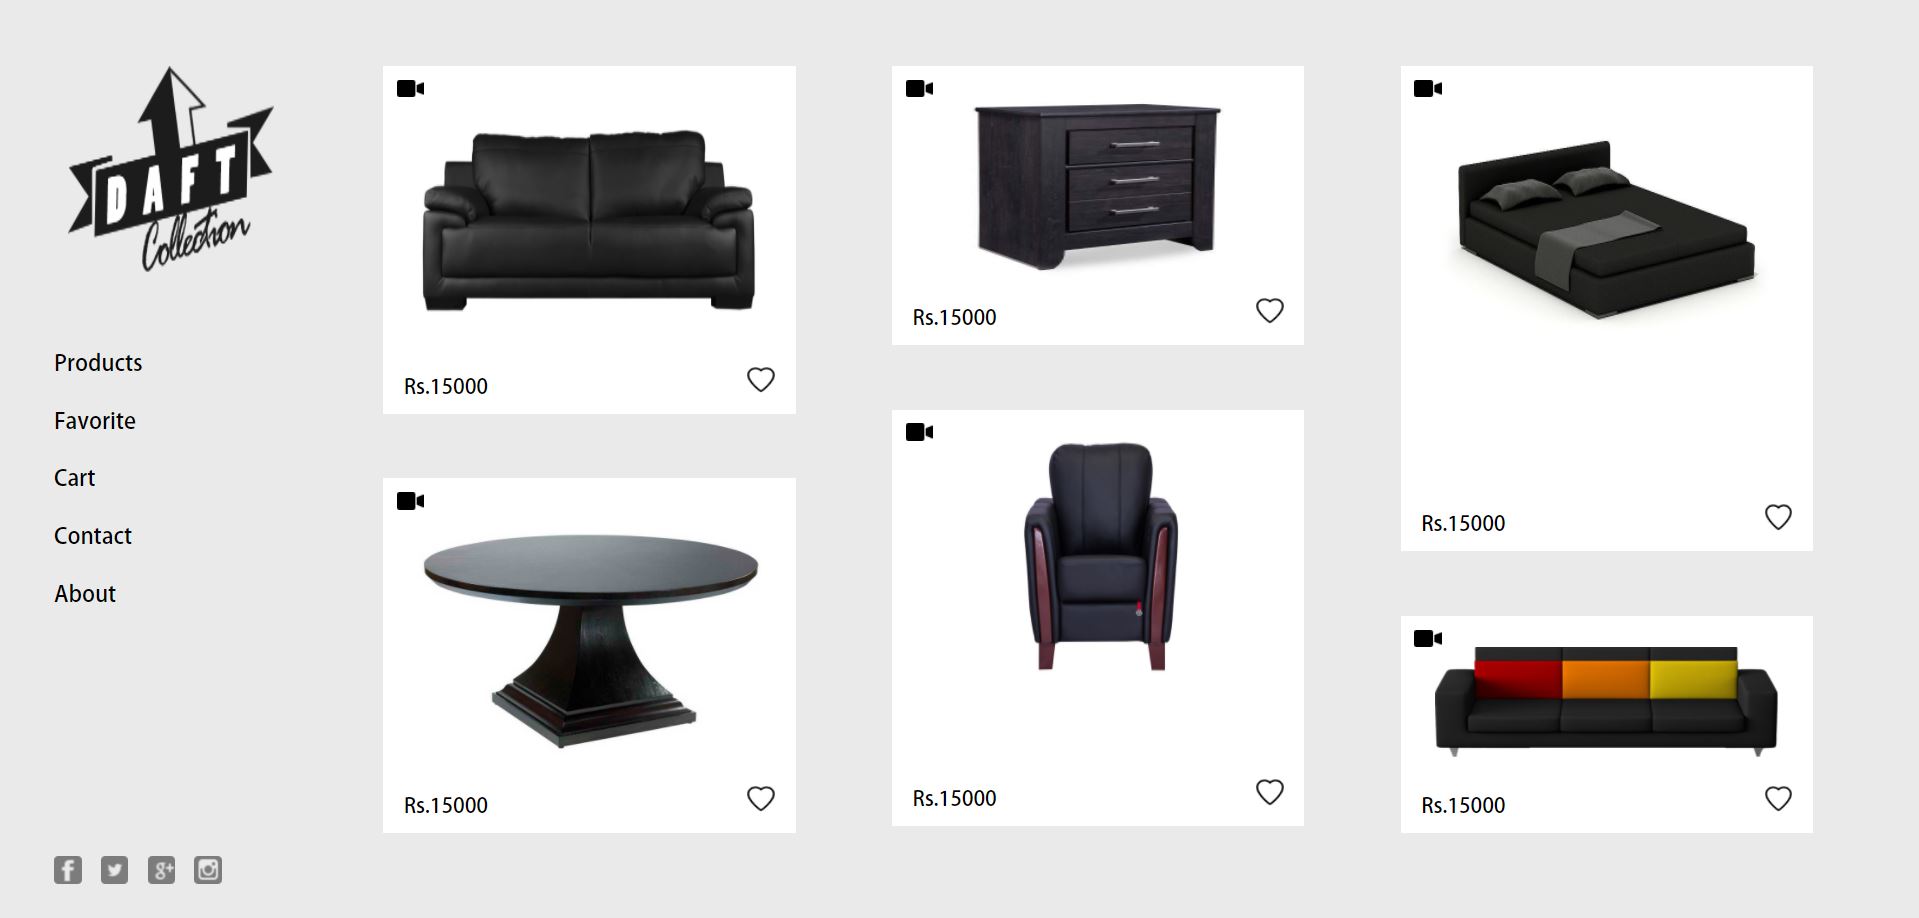 DAFT
Collection
Products
Favorite
Cart
Contact
About
Rs.15000
Rs.15000
Rs.15000
Rs.15000
Rs.15000
Rs.15000
f
g+